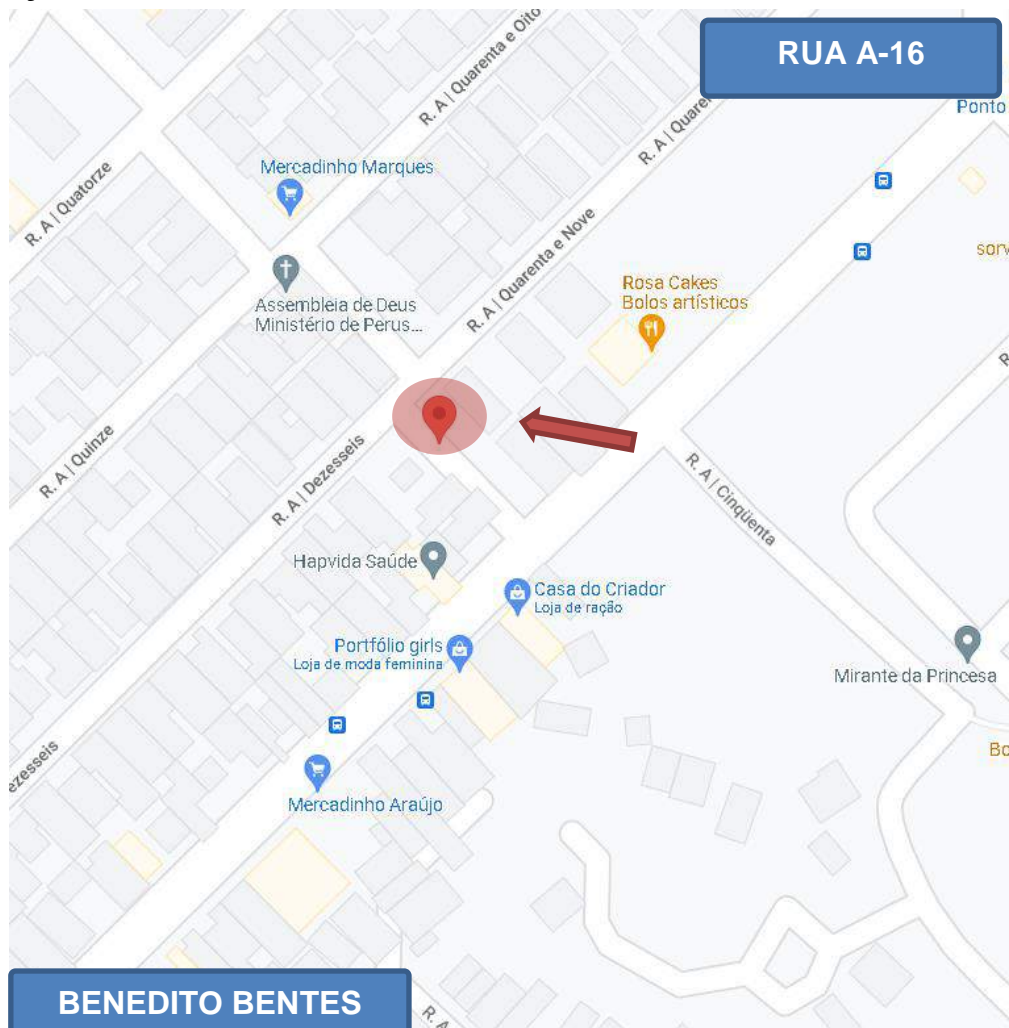 RUA A-16
R. A | Quarenta e Oito
R. A | Quare
Ponto
Mercadinho Marques
R. A | Quatorze
R. A | Quarenta e Nove
sorv
Assembleia de Deus
Ministério de Perus...
Rosa Cakes
Bolos artísticos
R. A | Quinze
R. A | Dezesseis
R. A | Cinqüenta
Hapvida Saúde
Casa do Criador
Loja de ração
Portfólio girls
Loja de moda feminina
Mirante da Princesa
ezesseis
Bo
Mercadinho Araújo
BENEDITO BENTES
R. A